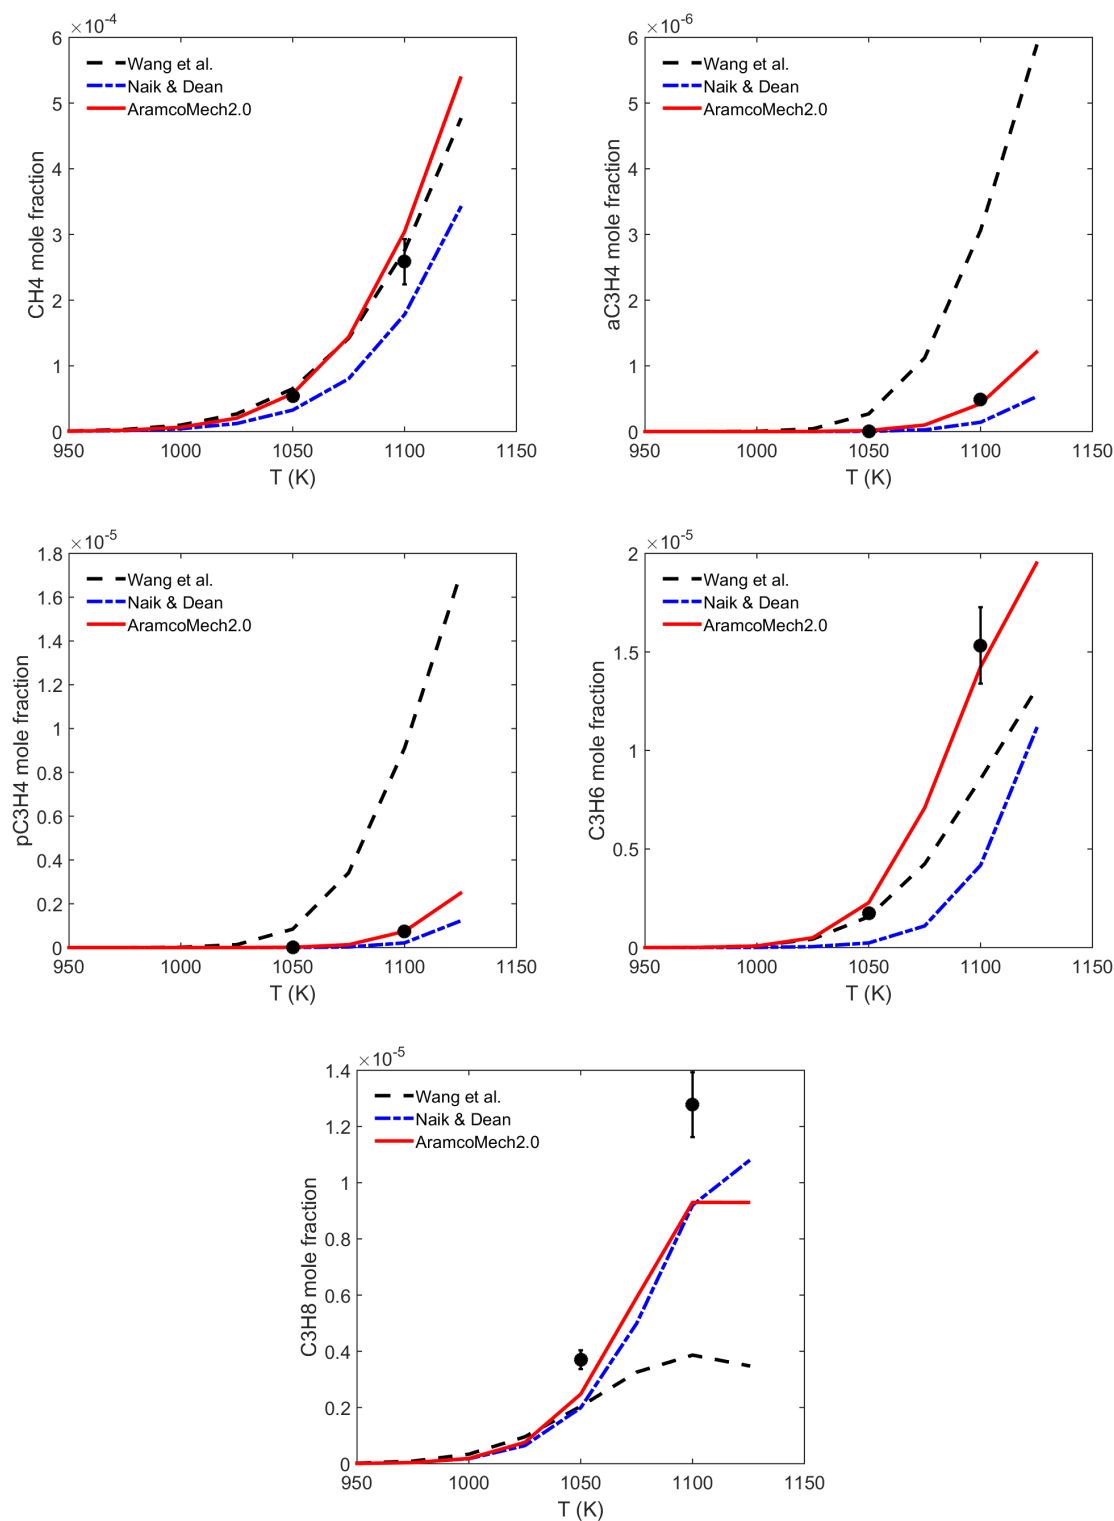 ×10-4
6
5
4
3
2
1
0
CH4 mole fraction
Wang et al.
Naik & Dean
AramcoMech2.0
950 1000 1050 1100 1150
T (K)
×10-6
6
5
4
3
2
1
0
aC3H4 mole fraction
Wang et al.
Naik & Dean
AramcoMech2.0
950 1000 1050 1100 1150
T (K)
×10-5
1.8
1.6
1.4
1.2
1
0.8
0.6
0.4
0.2
0
pC3H4 mole fraction
Wang et al.
Naik & Dean
AramcoMech2.0
950 1000 1050 1100 1150
T (K)
×10-5
2
1.5
1
0.5
0
C3H6 mole fraction
Wang et al.
Naik & Dean
AramcoMech2.0
950 1000 1050 1100 1150
T (K)
×10-5
1.4
1.2
1
0.8
0.6
0.4
0.2
0
C3H8 mole fraction
Wang et al.
Naik & Dean
AramcoMech2.0
950 1000 1050 1100 1150
T (K)